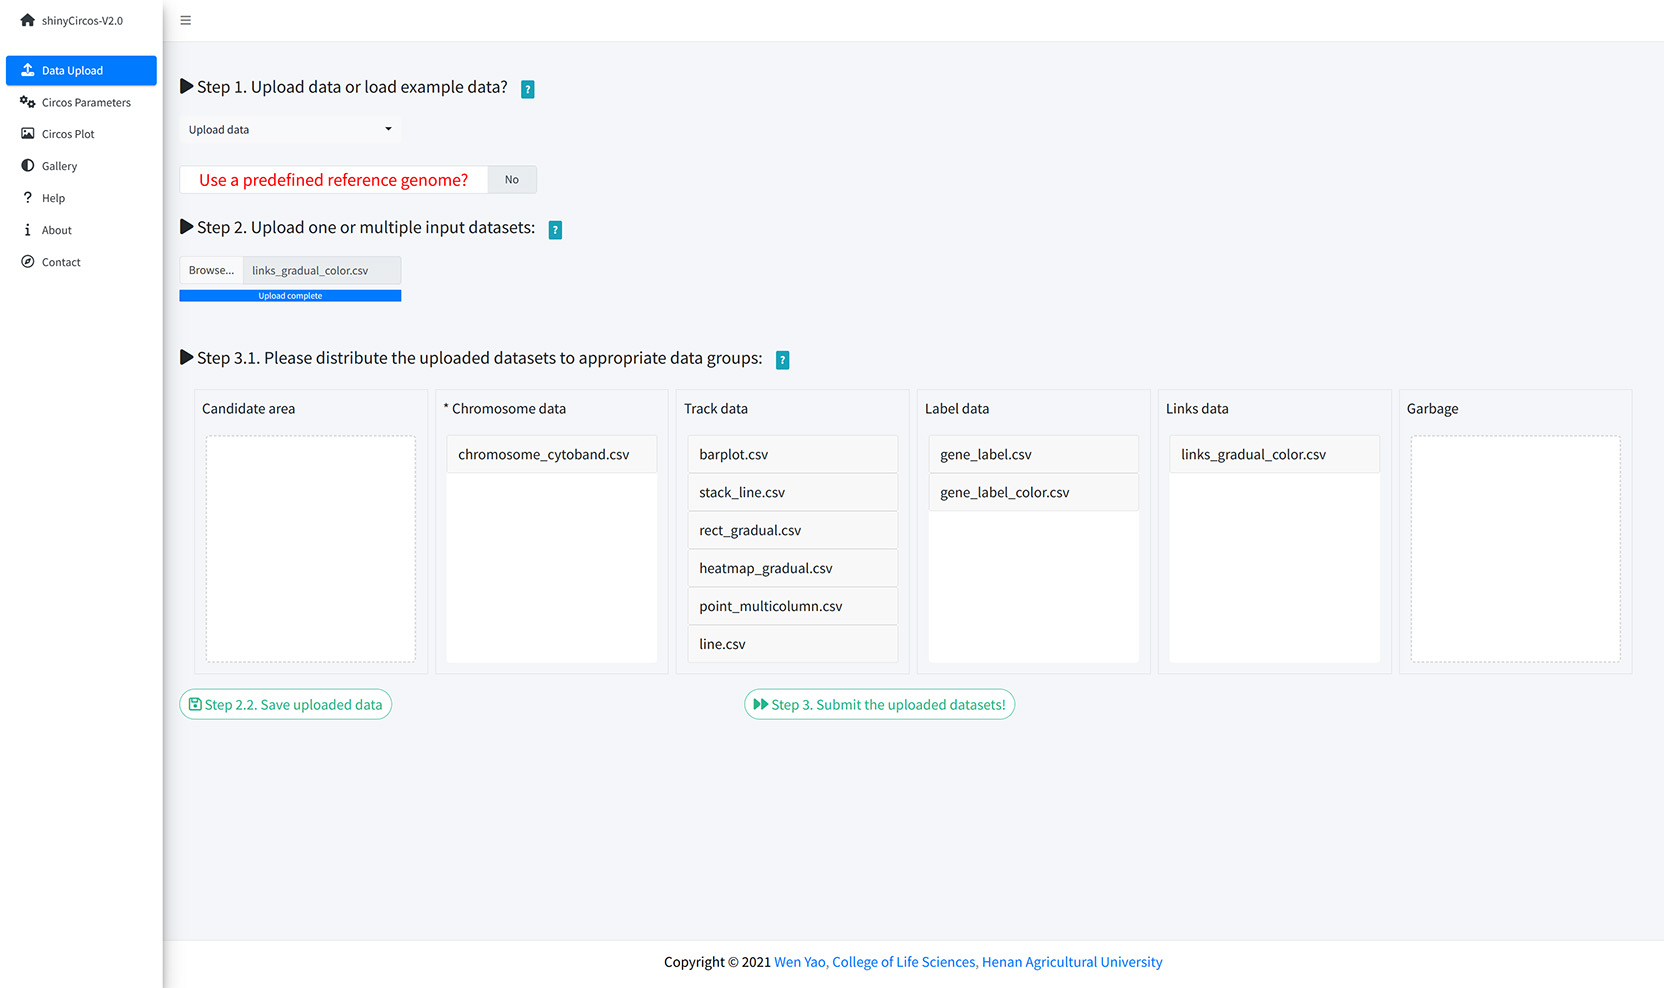 shinyCircos-V2.0
Data Upload
Circos Parameters
Circos Plot
Gallery
? Help
i About
Contact
Step 1. Upload data or load example data? ?
Upload data
Use a predefined reference genome? No
Step 2. Upload one or multiple input datasets: ?
Browse... links_gradual_color.csv
Upload complete
Step 3.1. Please distribute the uploaded datasets to appropriate data groups: ?
Candidate area
* Chromosome data
chromosome_cytoband.csv
Track data
barplot.csv
stack_line.csv
rect_gradual.csv
heatmap_gradual.csv
point_multicolumn.csv
line.csv
Label data
gene_label.csv
gene_label_color.csv
Links data
links_gradual_color.csv
Garbage
Step 2.2. Save uploaded data
Step 3. Submit the uploaded datasets!
Copyright © 2021 Wen Yao, College of Life Sciences, Henan Agricultural University